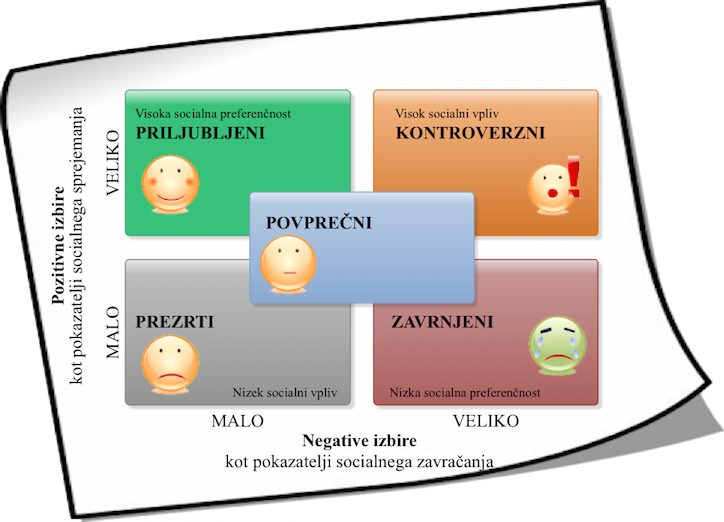 Visoka socialna preferenčnost
PRILJUBLJENI
Visok socialni vpliv
KONTROVERZNI
POVPREČNI
PREZRTI
Nizek socialni vpliv
ZAVRNJENI
Nizka socialna preferenčnost
Pozitivne izbire
kot pokazatelji socialnega sprejemanja
VELIKO
MALO
MALO
VELIKO
Negative izbire
kot pokazatelji socialnega zavračanja